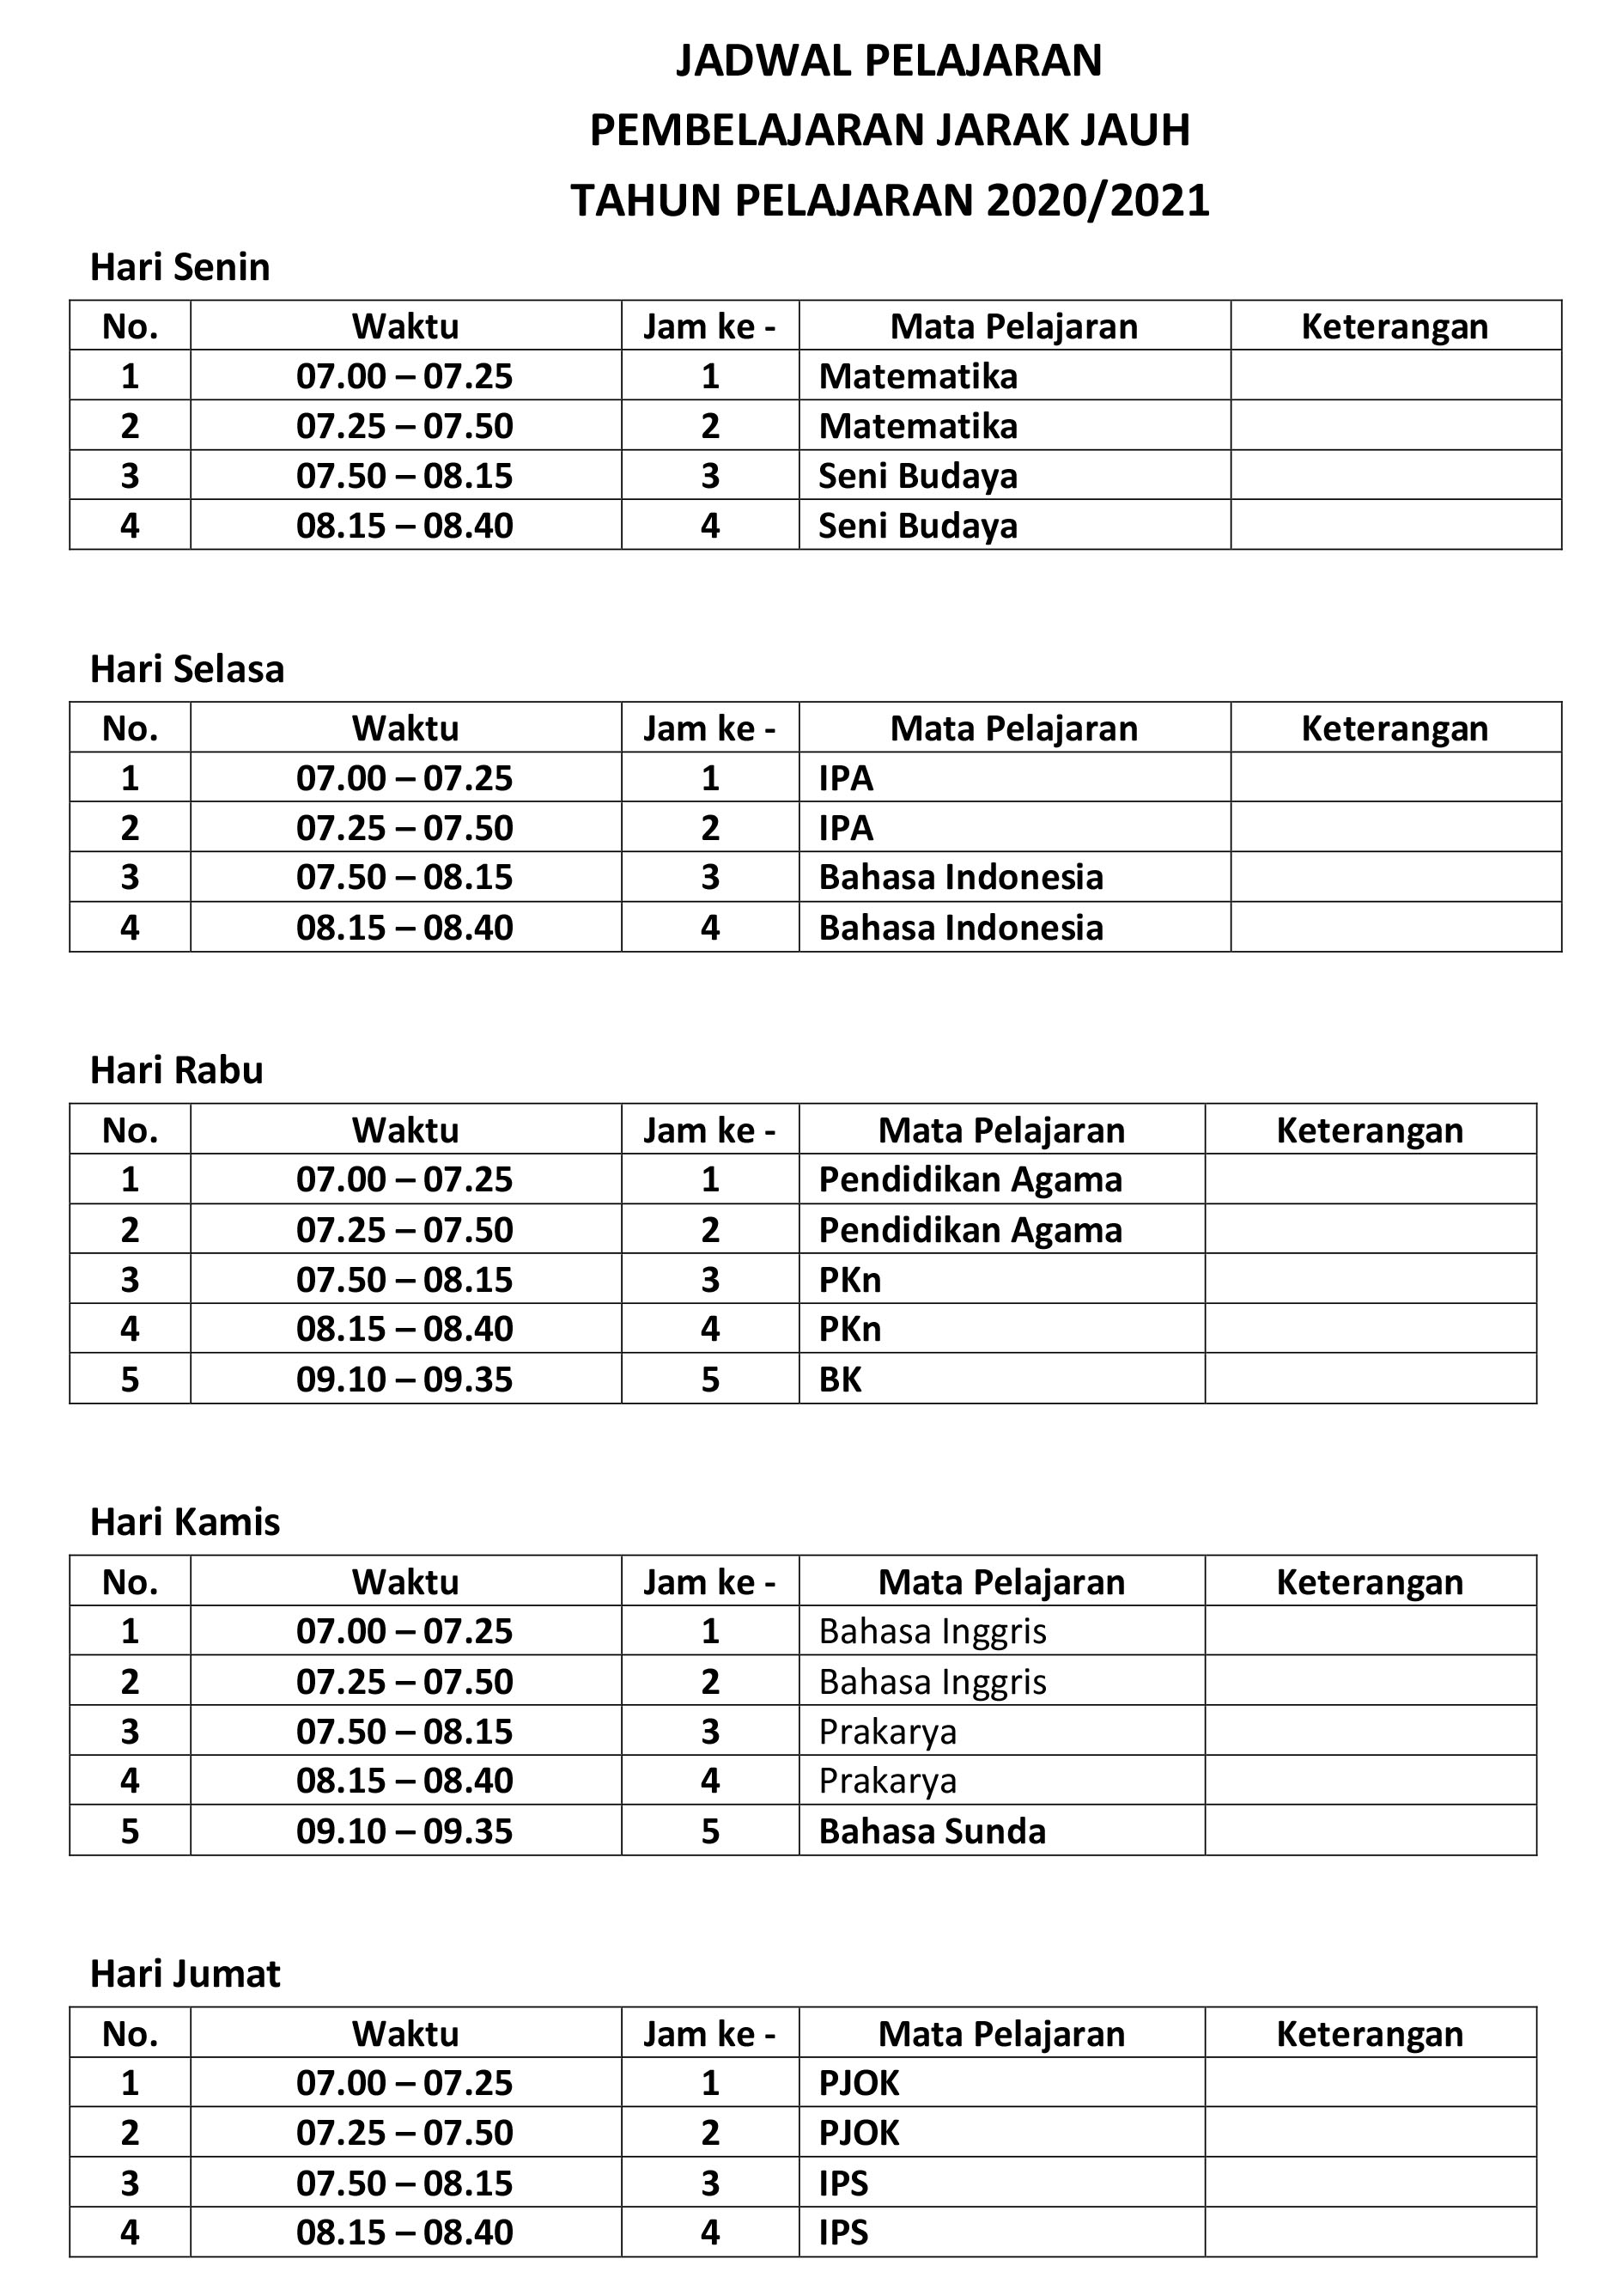 JADWAL PELAJARAN
PEMBELAJARAN JARAK JAUH
TAHUN PELAJARAN 2020/2021
Hari Senin
No. Waktu Jam ke - Mata Pelajaran Keterangan
1 07.00 – 07.25 1 Matematika
2 07.25 – 07.50 2 Matematika
3 07.50 – 08.15 3 Seni Budaya
4 08.15 – 08.40 4 Seni Budaya
Hari Selasa
No. Waktu Jam ke - Mata Pelajaran Keterangan
1 07.00 – 07.25 1 IPA
2 07.25 – 07.50 2 IPA
3 07.50 – 08.15 3 Bahasa Indonesia
4 08.15 – 08.40 4 Bahasa Indonesia
Hari Rabu
No. Waktu Jam ke - Mata Pelajaran Keterangan
1 07.00 – 07.25 1 Pendidikan Agama
2 07.25 – 07.50 2 Pendidikan Agama
3 07.50 – 08.15 3 PKn
4 08.15 – 08.40 4 PKn
5 09.10 – 09.35 5 BK
Hari Kamis
No. Waktu Jam ke - Mata Pelajaran Keterangan
1 07.00 – 07.25 1 Bahasa Inggris
2 07.25 – 07.50 2 Bahasa Inggris
3 07.50 – 08.15 3 Prakarya
4 08.15 – 08.40 4 Prakarya
5 09.10 – 09.35 5 Bahasa Sunda
Hari Jumat
No. Waktu Jam ke - Mata Pelajaran Keterangan
1 07.00 – 07.25 1 PJOK
2 07.25 – 07.50 2 PJOK
3 07.50 – 08.15 3 IPS
4 08.15 – 08.40 4 IPS